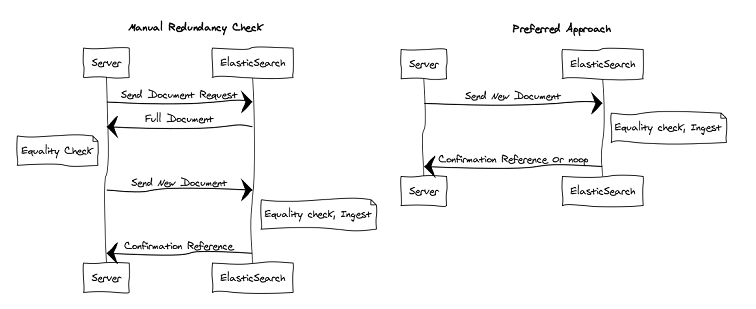 Manual Redundancy Check
Server
ElasticSearch
Send Document Request
Full Document
Equality Check
Send New Document
Equality check, Ingest
Confirmation Reference
Server
ElasticSearch
Preferred Approach
Server
ElasticSearch
Send New Document
Equality check, Ingest
Confirmation Reference or noop
Server
ElasticSearch